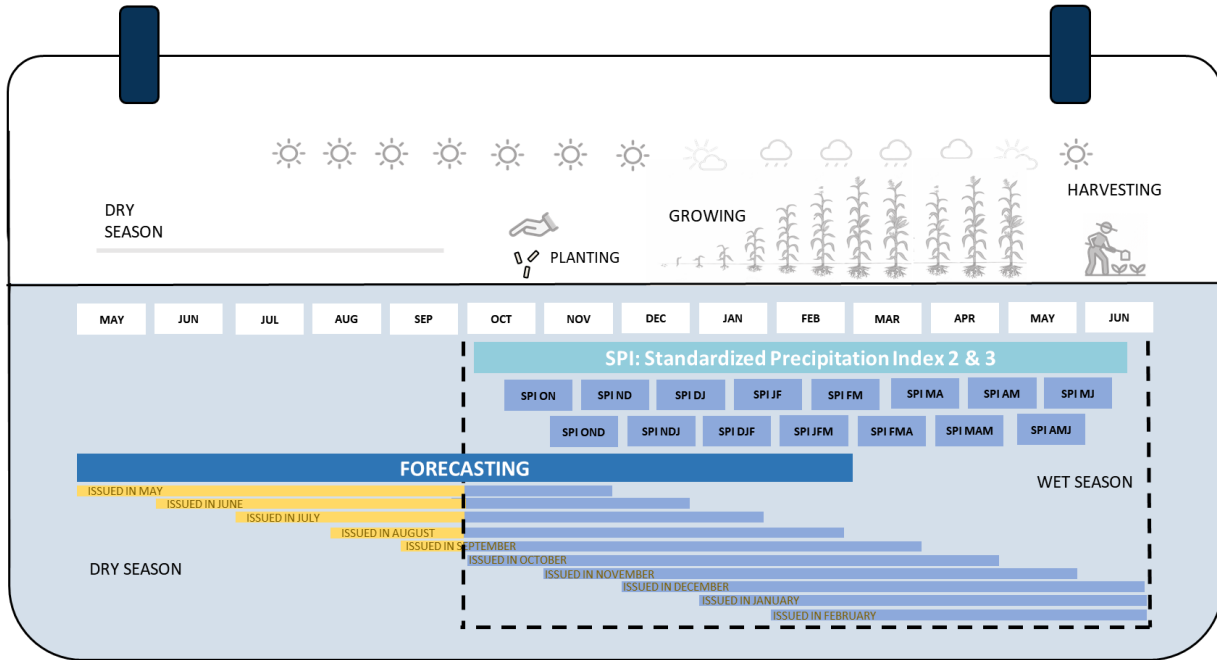 DRY
SEASON
PLANTING
GROWING
HARVESTING
MAY JUN JUL AUG SEP OCT NOV DEC JAN FEB MAR APR MAY JUN
SPI: Standardized Precipitation Index 2 & 3
SPI ON SPI ND SPI DJ SPI JF SPI FM SPI MA SPI AM SPI MJ
SPI OND SPI NDJ SPI DJF SPI JFM SPI FMA SPI MAM SPI AMJ
FORECASTING
WET SEASON
ISSUED IN MAY
ISSUED IN JUNE
ISSUED IN JULY
ISSUED IN AUGUST
ISSUED IN SEPTEMBER
ISSUED IN OCTOBER
DRY SEASON
ISSUED IN NOVEMBER
ISSUED IN DECEMBER
ISSUED IN JANUARY
ISSUED IN FEBRUARY